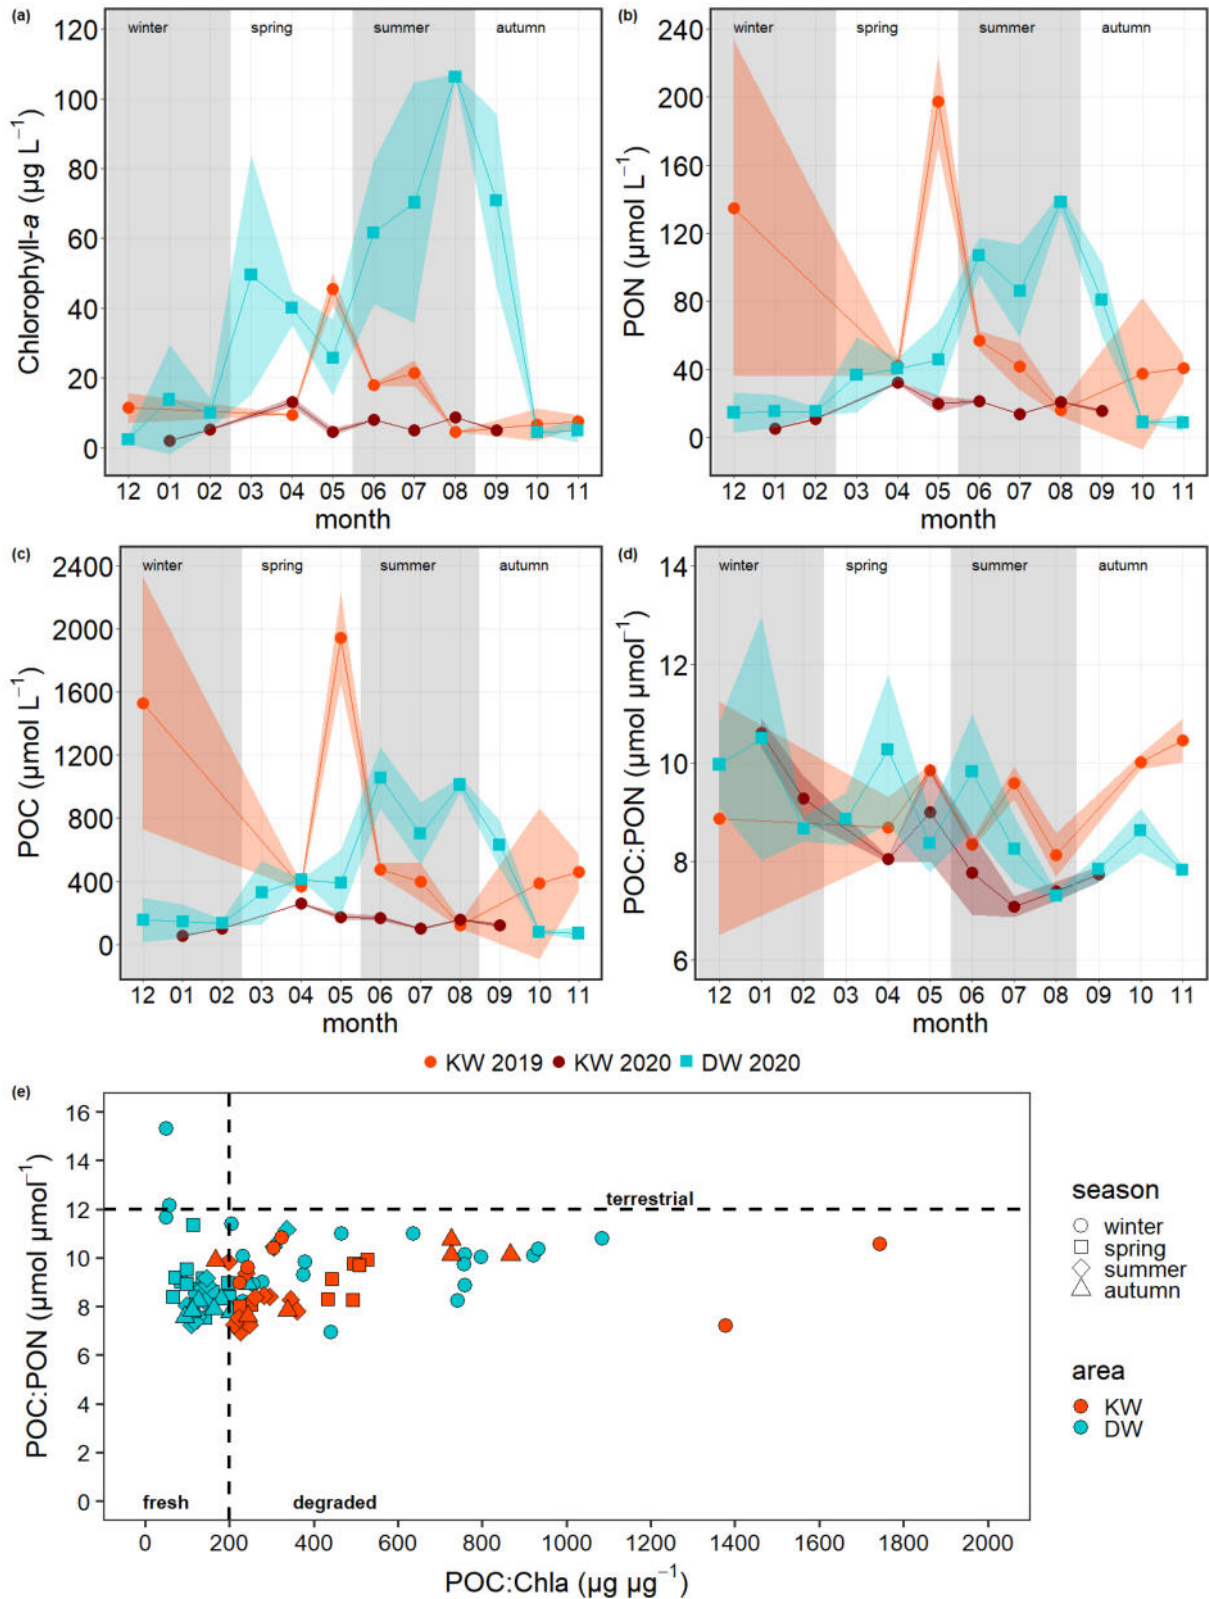 (a)
winter spring summer autumn
120
100
80
60
40
20
0
Chlorophyll-a (µg L⁻¹)
12 01 02 03 04 05 06 07 08 09 10 11
month
(b)
winter spring summer autumn
240
200
160
120
80
40
0
PON (µmol L⁻¹)
12 01 02 03 04 05 06 07 08 09 10 11
month
(c)
winter spring summer autumn
2400
2000
1600
1200
800
400
0
POC (µmol L⁻¹)
12 01 02 03 04 05 06 07 08 09 10 11
month
(d)
winter spring summer autumn
14
12
10
8
6
POC:PON (µmol µmol⁻¹)
12 01 02 03 04 05 06 07 08 09 10 11
month
KW 2019 KW 2020 DW 2020
(e)
16
14
12
10
8
6
4
2
0
POC:PON (µmol µmol⁻¹)
terrestrial
fresh degraded
0 200 400 600 800 1000 1200 1400 1600 1800 2000
POC:Chla (µg µg⁻¹)
season
winter
spring
summer
autumn
area
KW
DW